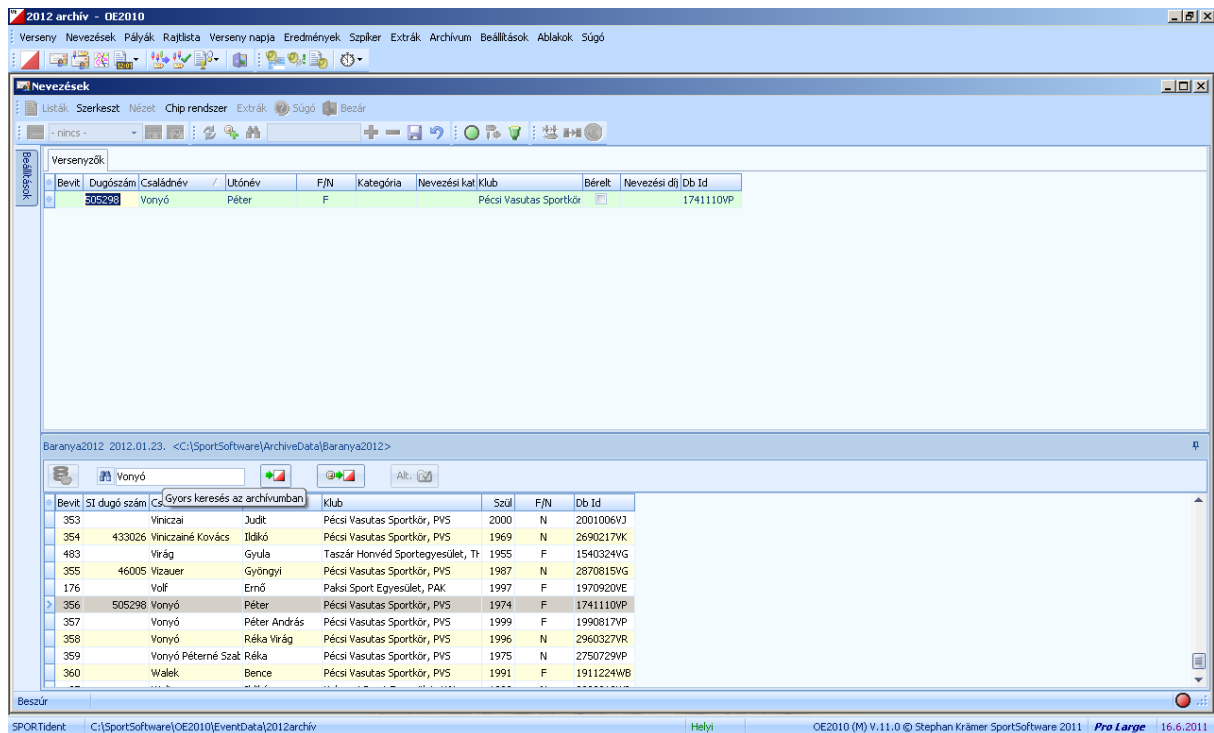 2012 archív - OE2010
Verseny Nevezések Pályák Rajtlista Verseny napja Eredmények Szpíker Extrák Archívum Beállítások Ablakok Súgó
Nevezések
Listák Szerkeszt Nézet Chip rendszer Extrák Súgó Bezár
- nincs -
Beállítások
Versenyzők
Bevit Dugószám Családnév Utónév F/N Kategória Nevezési kat Klub Bérelt Nevezési díj Db Id
505298 Vonyó Péter F Pécsi Vasutas Sportkör 1741110VP
Baranya2012 2012.01.23. <C:\SportSoftware\ArchiveData\Baranya2012>
Vonyó Alt.
Gyors keresés az archívumban
Bevit SI dugó szám Klub Szül F/N Db Id
353 Viniczai Judit Pécsi Vasutas Sportkör, PVS 2000 N 2001006VJ
354 433026 Viniczainé Kovács Ildikó Pécsi Vasutas Sportkör, PVS 1969 N 2690217VK
483 Virág Gyula Taszár Honvéd Sportegyesület, TH 1955 F 1540324VG
355 46005 Vizauer Gyöngyi Pécsi Vasutas Sportkör, PVS 1987 N 2870815VG
176 Volf Ernő Paksi Sport Egyesület, PAK 1997 F 1970920VE
356 505298 Vonyó Péter Pécsi Vasutas Sportkör, PVS 1974 F 1741110VP
357 Vonyó Péter András Pécsi Vasutas Sportkör, PVS 1999 F 1990817VP
358 Vonyó Réka Virág Pécsi Vasutas Sportkör, PVS 1996 N 2960327VR
359 Vonyó Péterné Szab Réka Pécsi Vasutas Sportkör, PVS 1975 N 2750729VP
360 Walek Bence Pécsi Vasutas Sportkör, PVS 1991 F 1911224WB
Beszúr
SPORTident C:\SportSoftware\OE2010\EventData\2012archív Helyi OE2010 (M) V.11.0 © Stephan Krämer SportSoftware 2011 Pro Large 16.6.2011